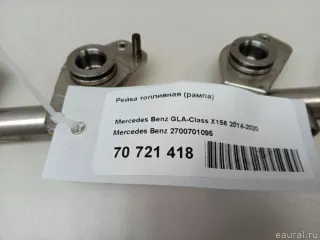 Рейка топливная (рампа)
Mercedes Benz GLA-Class X156 2014-2020
Mercedes Benz 2700701095
70 721 418
eaural.ru